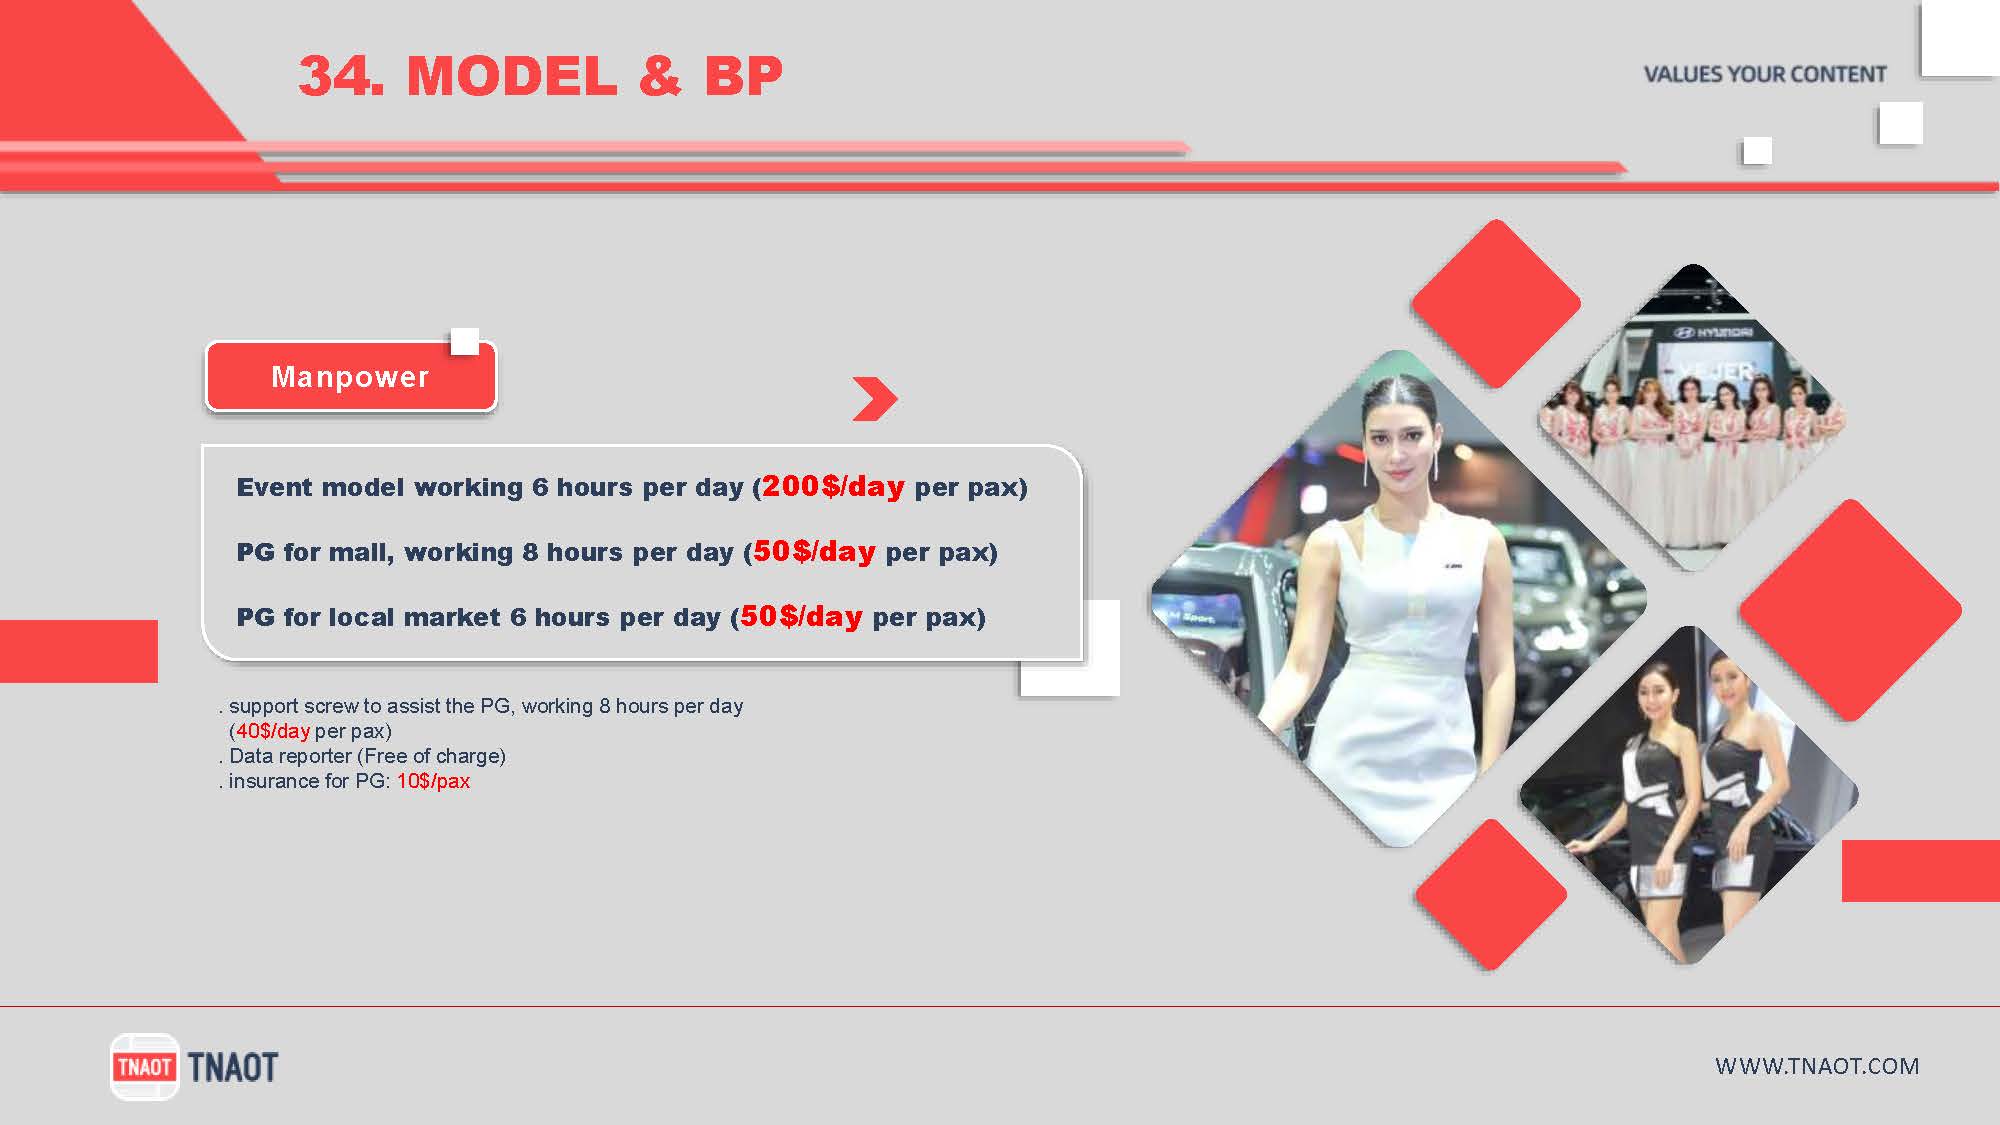 34. MODEL & BP
VALUES YOUR CONTENT
Manpower
Event model working 6 hours per day (200$/day per pax)
PG for mall, working 8 hours per day (50$/day per pax)
PG for local market 6 hours per day (50$/day per pax)
. support screw to assist the PG, working 8 hours per day
(40$/day per pax)
. Data reporter (Free of charge)
. insurance for PG: 10$/pax
HYUNDAI
Sport.
TNAOT TNAOT
WWW.TNAOT.COM